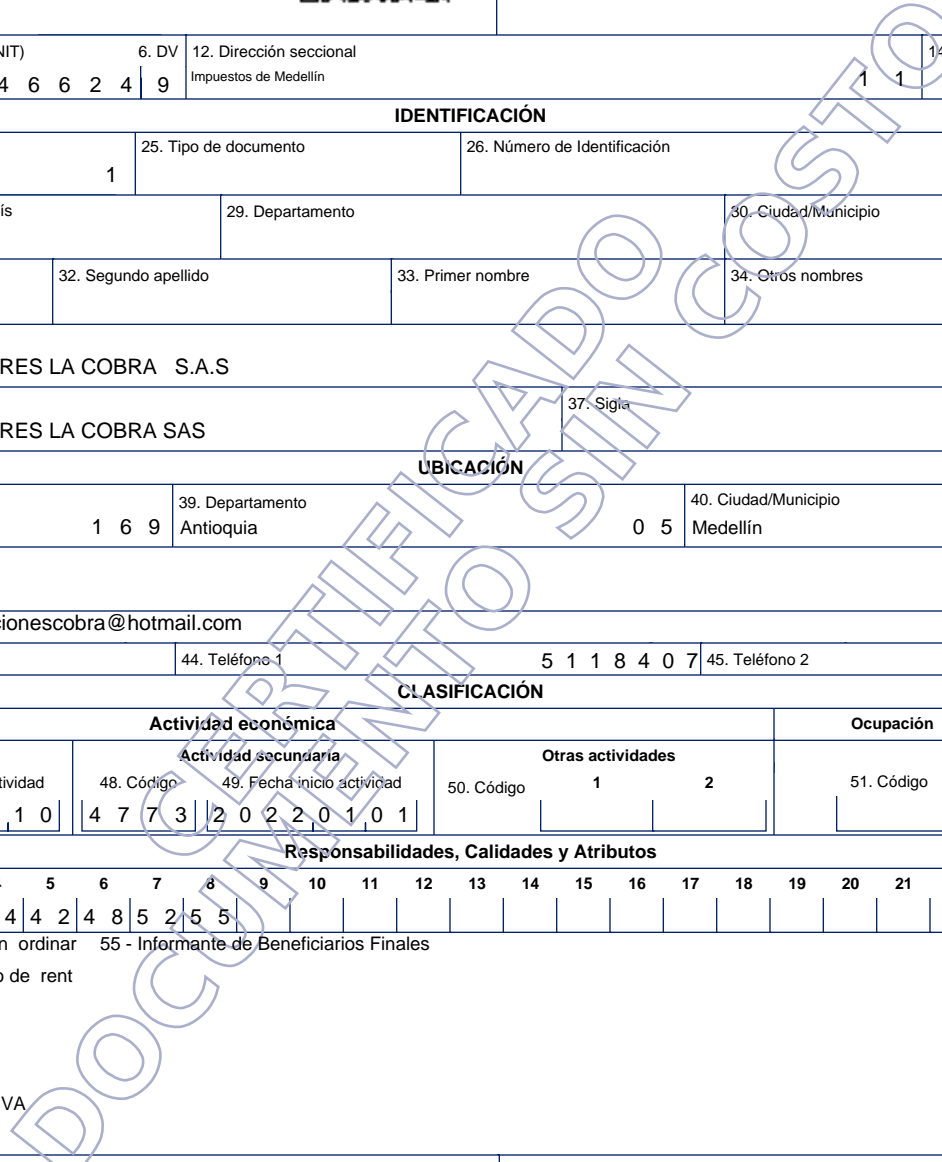 NIT) 6. DV 12. Dirección seccional 14
4 6 6 2 4 9 Impuestos de Medellín 1 1
IDENTIFICACIÓN
25. Tipo de documento 26. Número de Identificación
1
ís 29. Departamento 30. Ciudad/Municipio
32. Segundo apellido 33. Primer nombre 34. Otros nombres
RES LA COBRA S.A.S
37. Sigla
RES LA COBRA SAS
UBICACIÓN
39. Departamento 40. Ciudad/Municipio
1 6 9 Antioquia 0 5 Medellín
cionescobra@hotmail.com
44. Teléfono 1 5 1 1 8 4 0 7 45. Teléfono 2
CLASIFICACIÓN
Actividad económica Ocupación
Actividad secundaria Otras actividades
tividad 48. Código 49. Fecha inicio actividad 50. Código 1 2 51. Código
1 0 4 7 7 3 2 0 2 2 0 1 0 1
Responsabilidades, Calidades y Atributos
5 6 7 8 9 10 11 12 13 14 15 16 17 18 19 20 21
4 4 2 4 8 5 2 5 5
n ordinar 55 - Informante de Beneficiarios Finales
o de rent
VA
CERTIFICADO
DOCUMENTO SIN COSTO